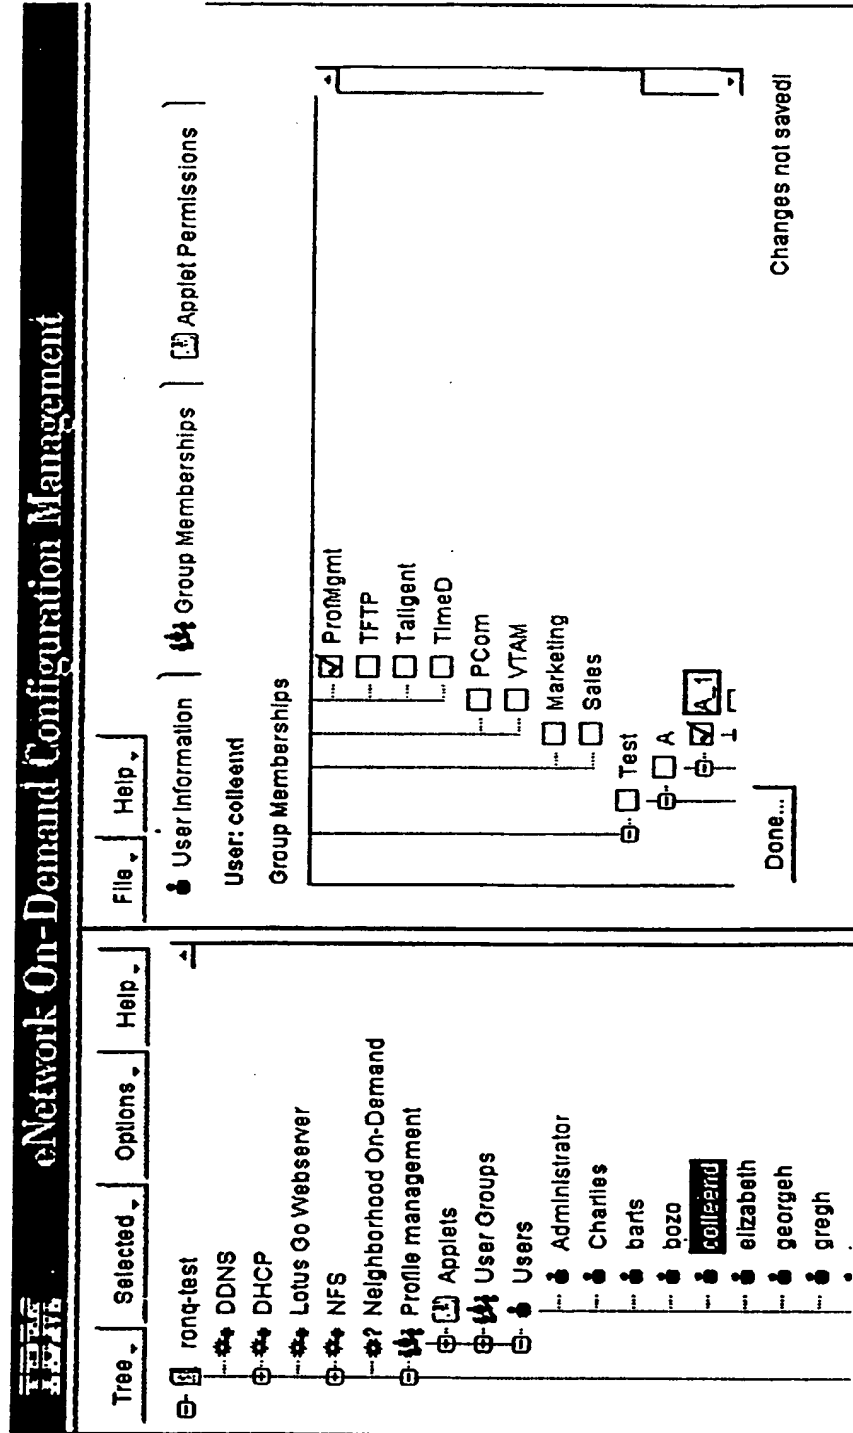 IBM eNetwork On-Demand Configuration Management
Tree Selected Options Help
ronq-test
DDNS
DHCP
Lotus Go Webserver
NFS
Neighborhood On-Demand
Profile management
Applets
User Groups
Users
Administrator
Charlies
barts
bozo
colleend
elizabeth
georgeh
gregh
File Help
User Information Group Memberships Applet Permissions
User: colleend
Group Memberships
ProfMgmt
TFTP
Taligent
TimeD
PCom
VTAM
Marketing
Sales
Test
A
A_1
Done...
Changes not saved!